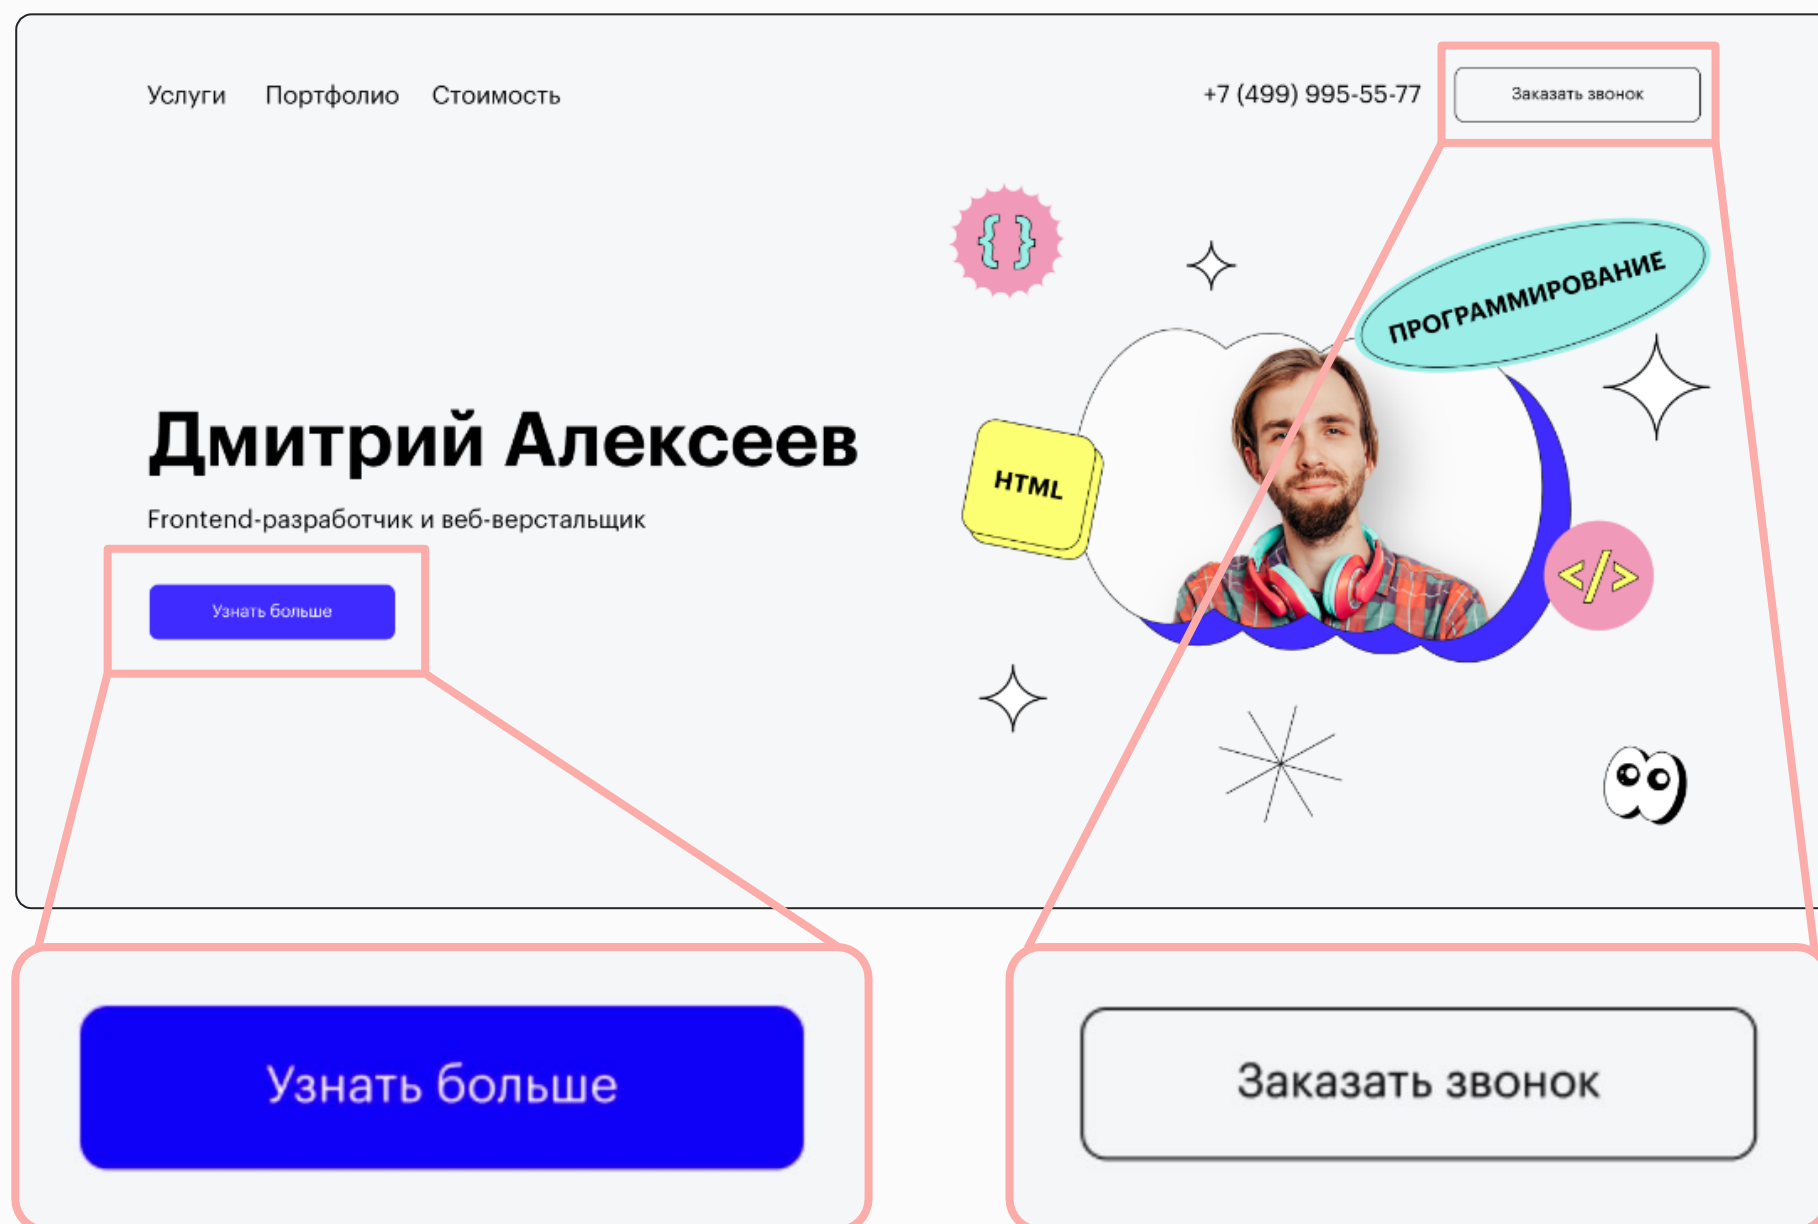 Услуги Портфолио Стоимость +7 (499) 995-55-77 Заказать звонок
{ }
ПРОГРАММИРОВАНИЕ
Дмитрий Алексеев
HTML
Frontend-разработчик и веб-верстальщик
</>
Узнать больше
Узнать больше
Заказать звонок